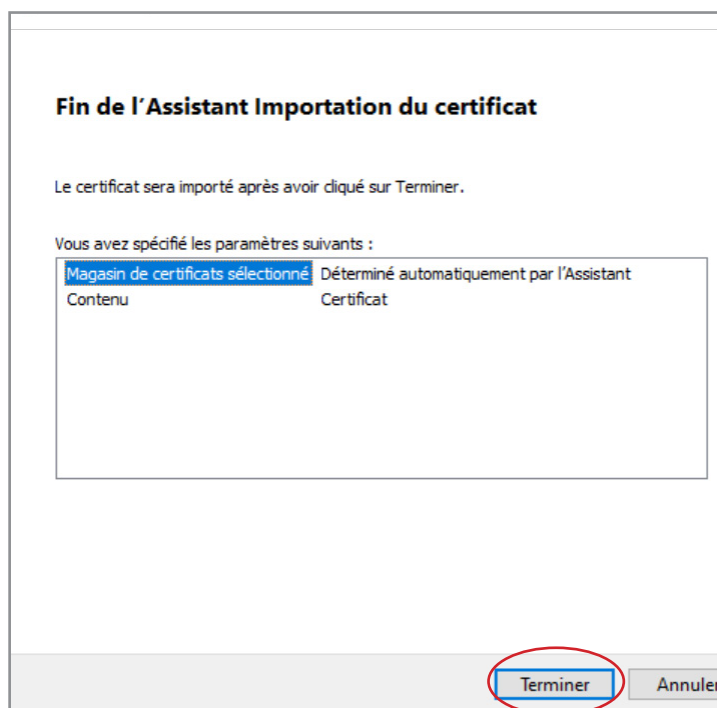 Fin de l’Assistant Importation du certificat
Le certificat sera importé après avoir cliqué sur Terminer.
Vous avez spécifié les paramètres suivants :
Magasin de certificats sélectionné Déterminé automatiquement par l’Assistant
Contenu Certificat
Terminer Annuler